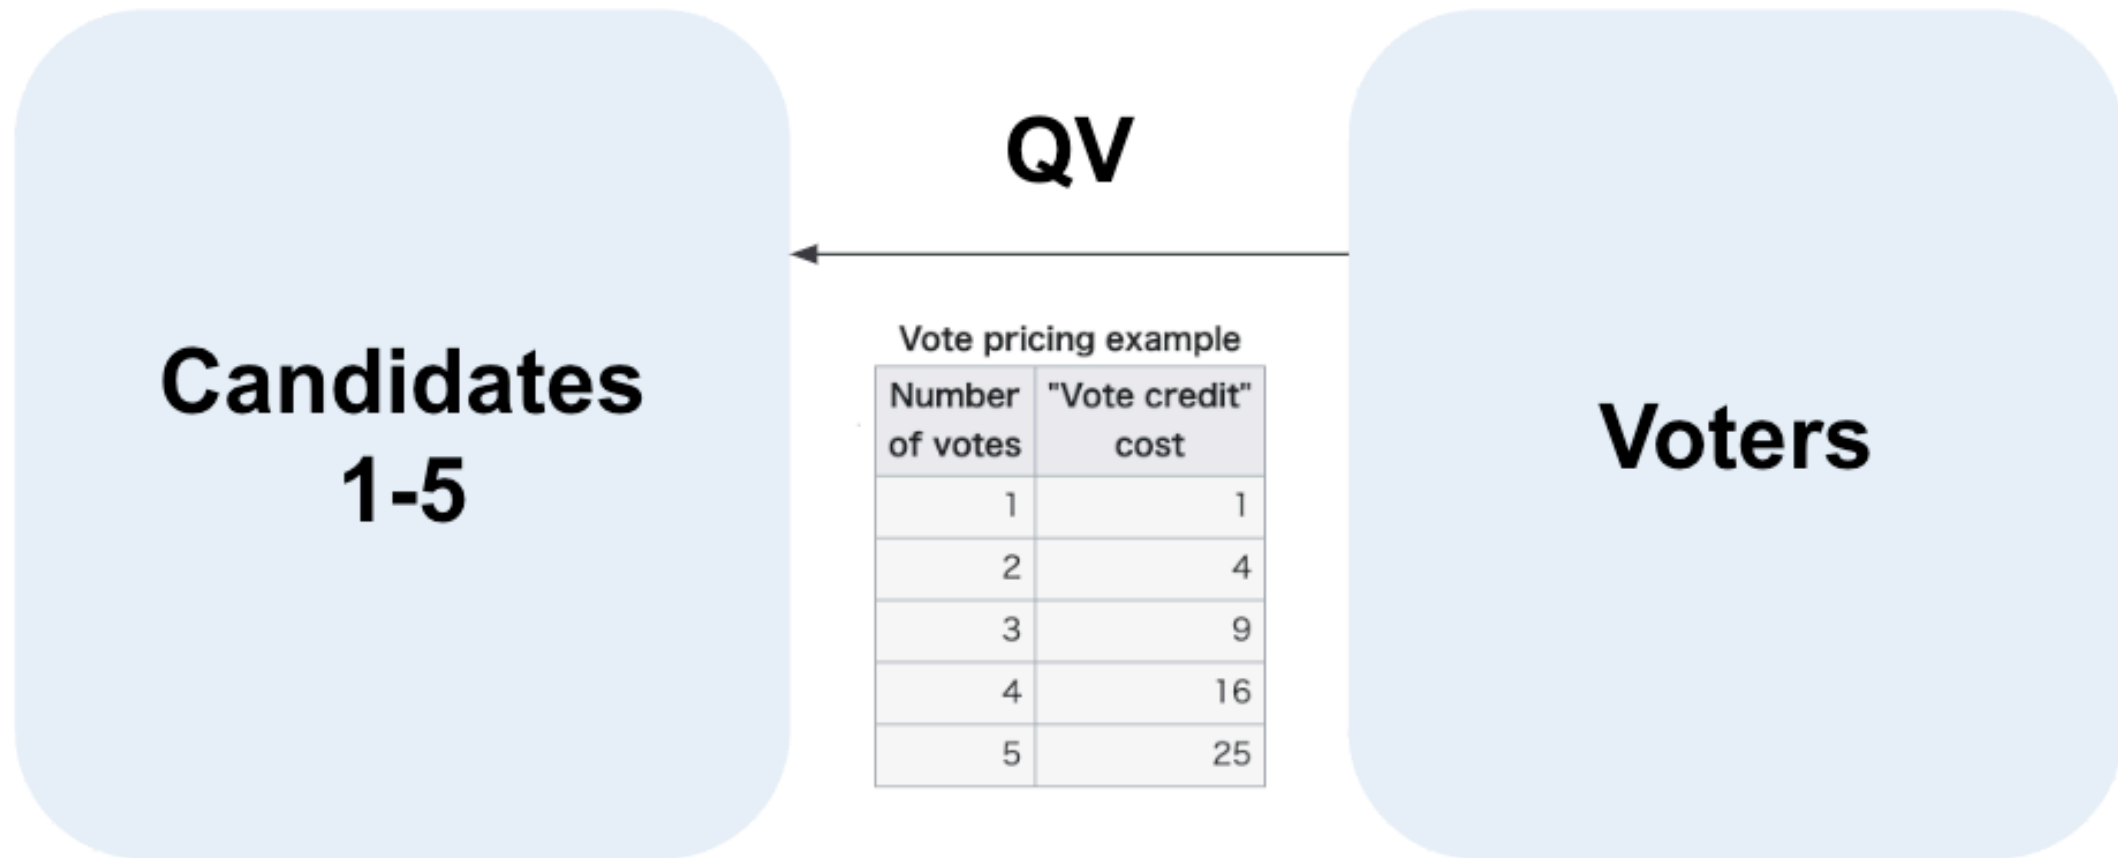 Candidates
1-5
QV
Vote pricing example
Number of votes "Vote credit" cost
1 1
2 4
3 9
4 16
5 25
Voters